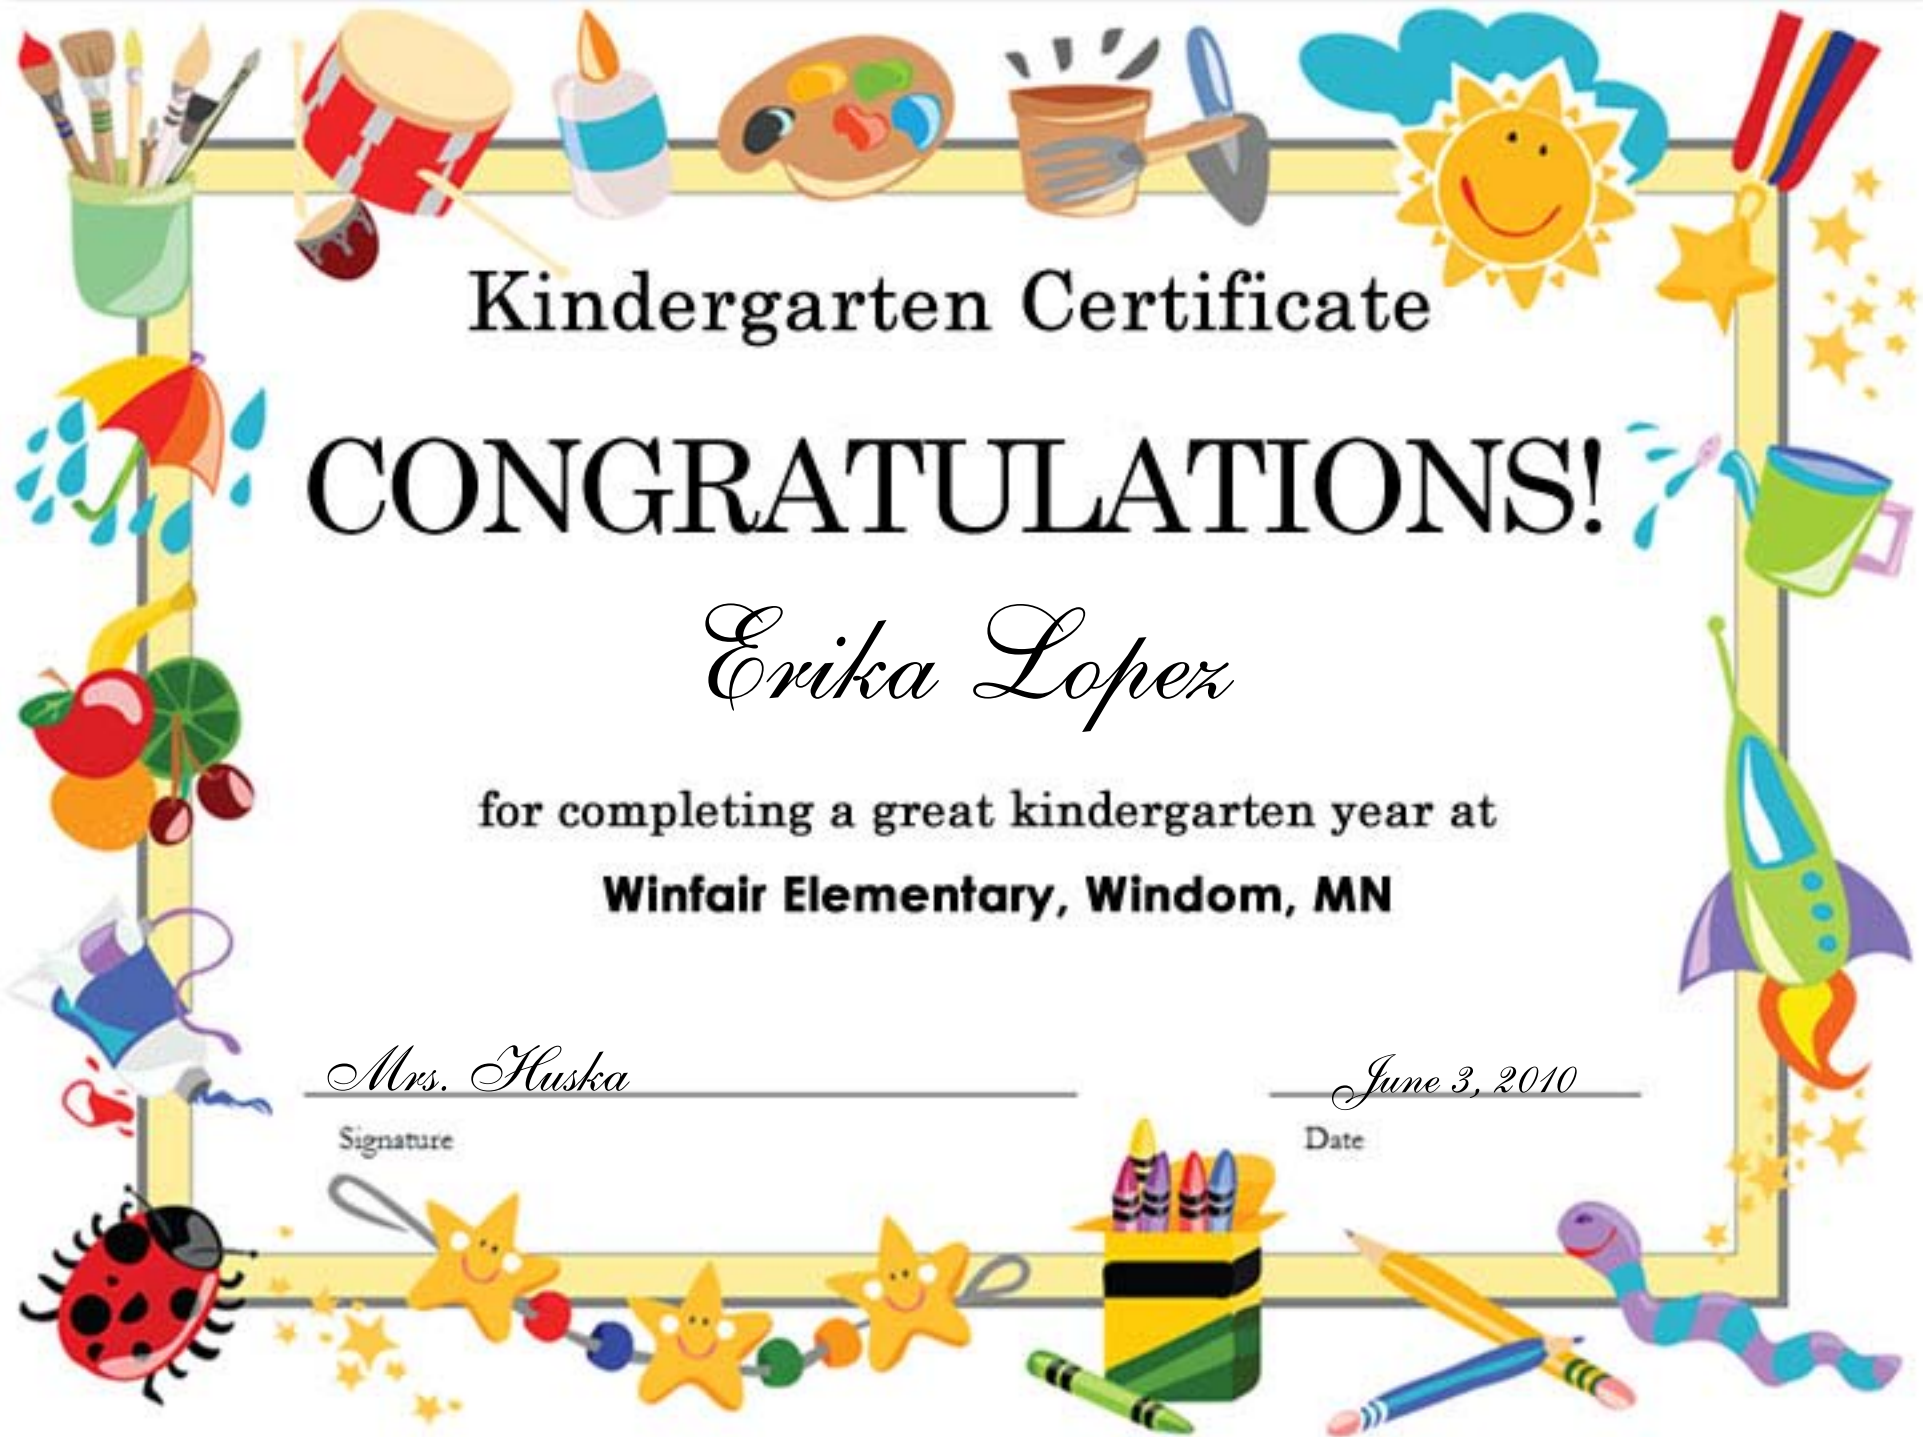 Kindergarten Certificate
CONGRATULATIONS!
Erika Lopez
for completing a great kindergarten year at
Winfair Elementary, Windom, MN
Mrs. Huska
June 3, 2010
Signature
Date